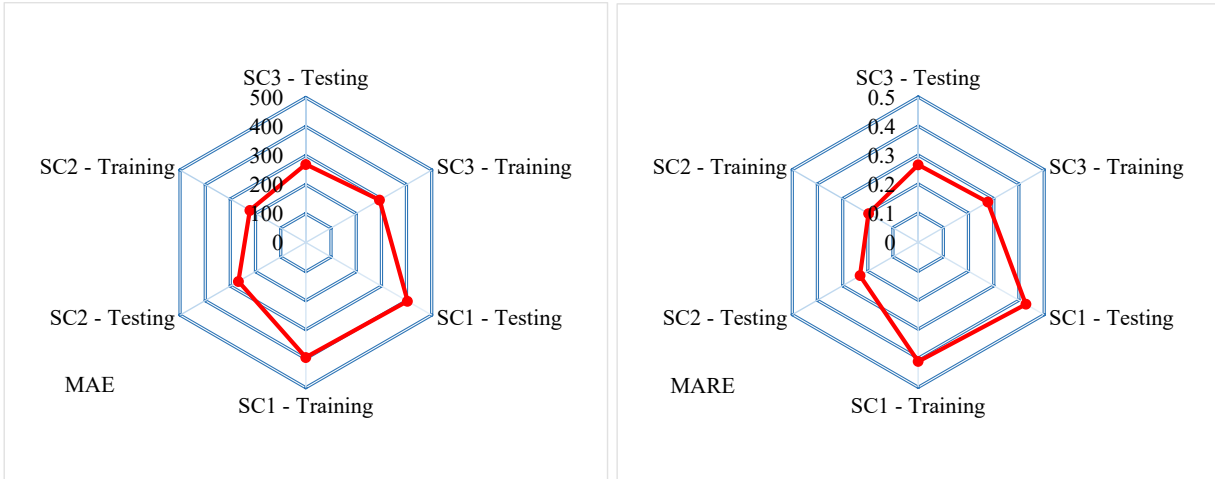 SC3 - Testing
500
400
300
200
100
0
SC2 - Training
SC3 - Training
SC2 - Testing
SC1 - Testing
SC1 - Training
MAE
SC3 - Testing
0.5
0.4
0.3
0.2
0.1
0
SC2 - Training
SC3 - Training
SC2 - Testing
SC1 - Testing
SC1 - Training
MARE